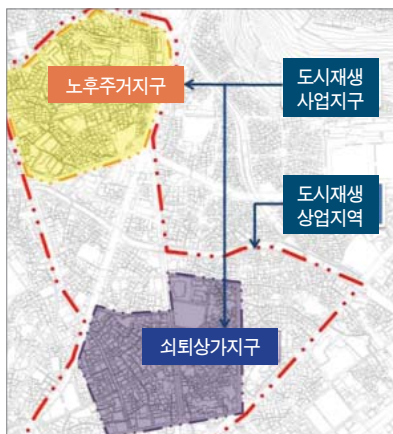 노후주거지구
도시재생
사업지구
도시재생
상업지역
쇠퇴상가지구